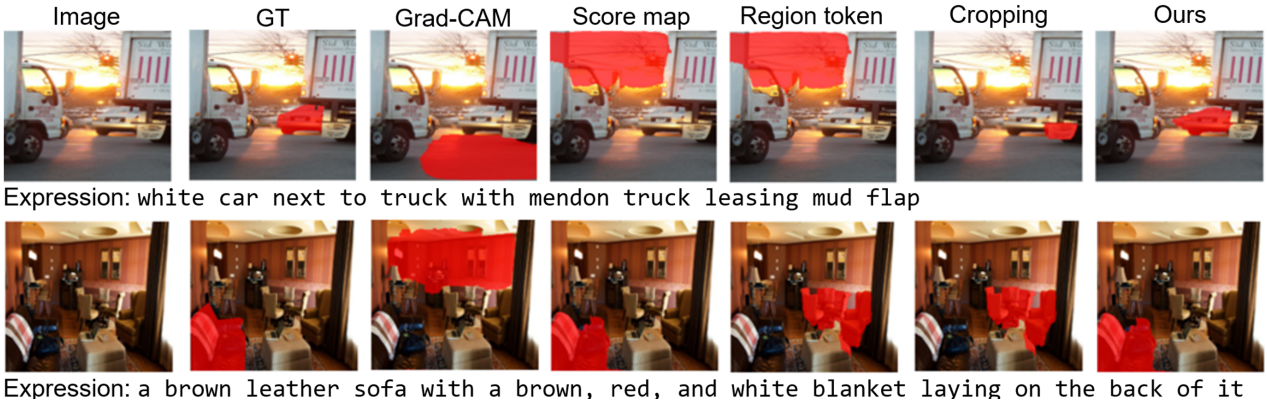 Image GT Grad-CAM Score map Region token Cropping Ours
Expression: white car next to truck with mendon truck leasing mud flap
Expression: a brown leather sofa with a brown, red, and white blanket laying on the back of it